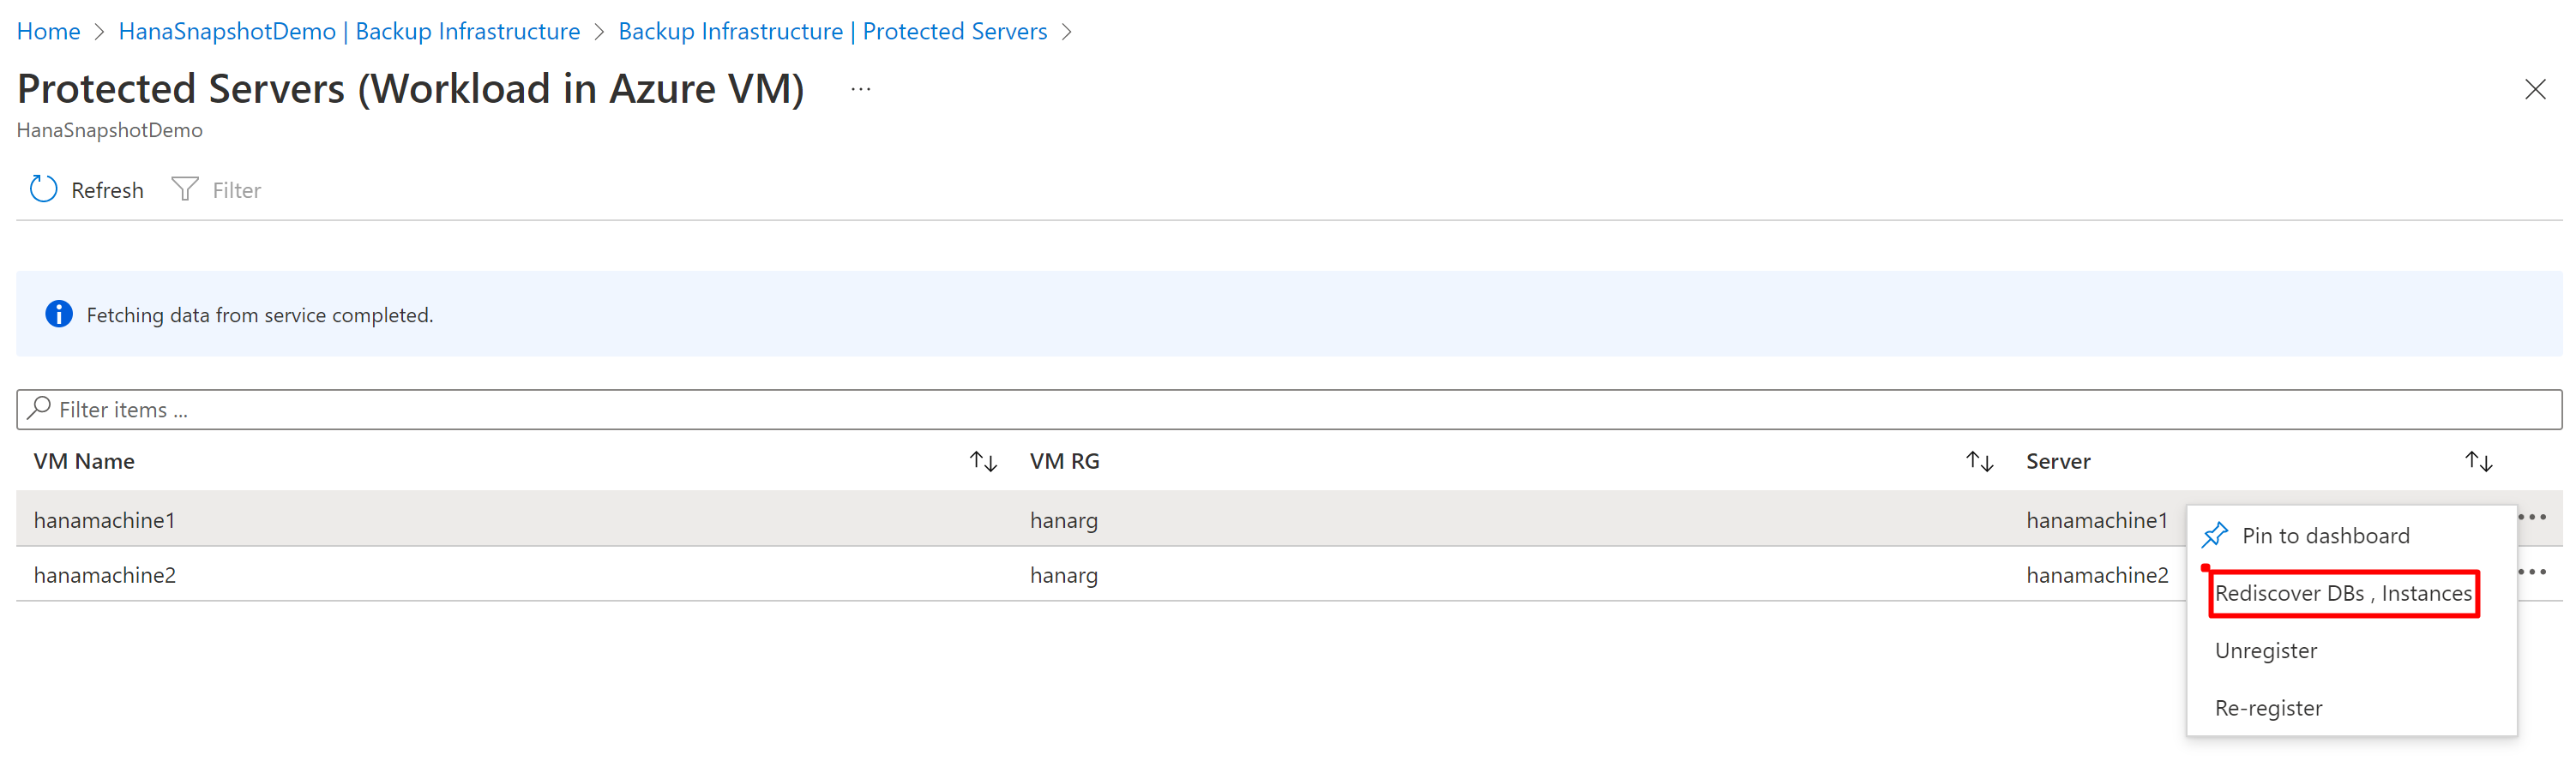 Home > HanaSnapshotDemo | Backup Infrastructure > Backup Infrastructure | Protected Servers >
Protected Servers (Workload in Azure VM) ...
HanaSnapshotDemo
Refresh Filter
Fetching data from service completed.
Filter items ...
VM Name VM RG Server
hanamachine1 hanarg hanamachine1
hanamachine2 hanarg hanamachine2
Pin to dashboard
Rediscover DBs , Instances
Unregister
Re-register